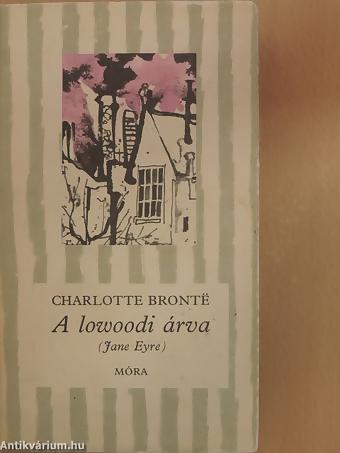 CHARLOTTE BRONTË
A lowoodi árva
(Jane Eyre)
MÓRA
Antikvárium.hu